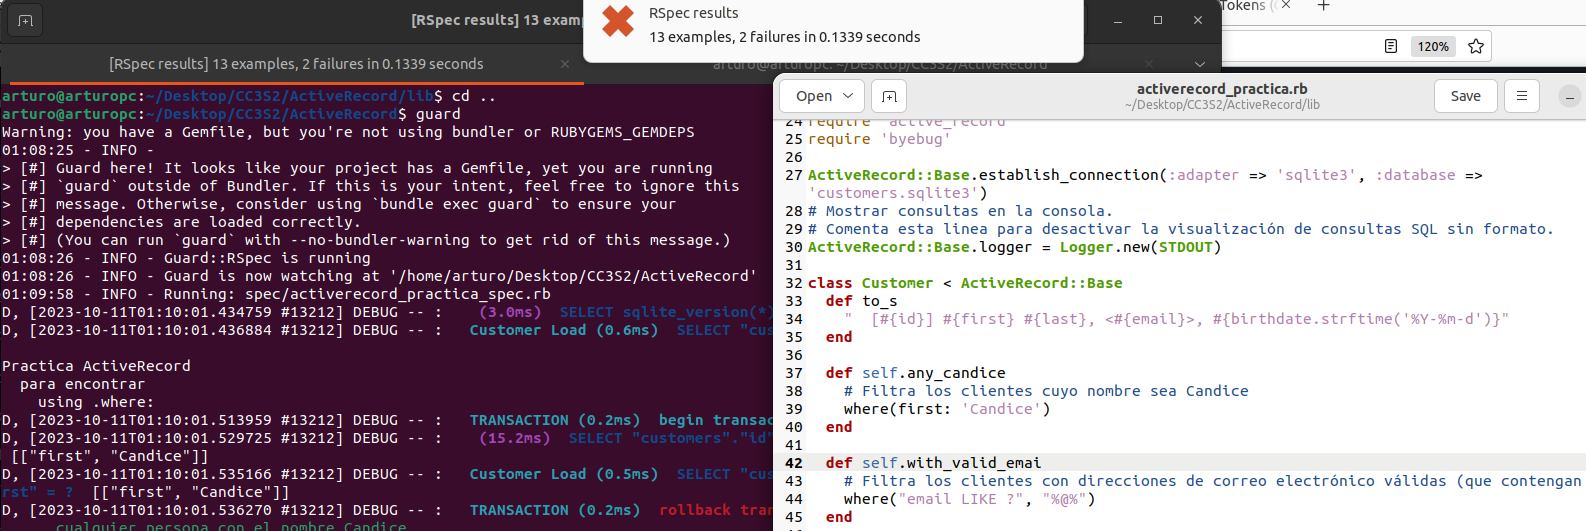 [RSpec results] 13 exam
RSpec results
13 examples, 2 failures in 0.1339 seconds
Tokens (
120%
[RSpec results] 13 examples, 2 failures in 0.1339 seconds
arturo@arturopc: ~/Desktop/CC3S2/ActiveRecord
arturo@arturopc:~/Desktop/CC3S2/ActiveRecord/lib$ cd ..
arturo@arturopc:~/Desktop/CC3S2/ActiveRecord$ guard
Warning: you have a Gemfile, but you're not using bundler or RUBYGEMS_GEMDEPS
01:08:25 - INFO -
> [#] Guard here! It looks like your project has a Gemfile, yet you are running
> [#] `guard` outside of Bundler. If this is your intent, feel free to ignore this
> [#] message. Otherwise, consider using `bundle exec guard` to ensure your
> [#] dependencies are loaded correctly.
> [#] (You can run `guard` with --no-bundler-warning to get rid of this message.)
01:08:26 - INFO - Guard::RSpec is running
01:08:26 - INFO - Guard is now watching at '/home/arturo/Desktop/CC3S2/ActiveRecord'
01:09:58 - INFO - Running: spec/activerecord_practica_spec.rb
D, [2023-10-11T01:10:01.434759 #13212] DEBUG -- :    (3.0ms)  SELECT sqlite_version(*)
D, [2023-10-11T01:10:01.436884 #13212] DEBUG -- :   Customer Load (0.6ms)  SELECT "cus
Practica ActiveRecord
  para encontrar
    using .where:
D, [2023-10-11T01:10:01.513959 #13212] DEBUG -- :   TRANSACTION (0.2ms)  begin transac
D, [2023-10-11T01:10:01.529725 #13212] DEBUG -- :    (15.2ms)  SELECT "customers"."id"
 [["first", "Candice"]]
D, [2023-10-11T01:10:01.535166 #13212] DEBUG -- :   Customer Load (0.5ms)  SELECT "cus
rst" = ?  [["first", "Candice"]]
D, [2023-10-11T01:10:01.536270 #13212] DEBUG -- :   TRANSACTION (0.2ms)  rollback tran
      cualquier persona con el nombre Candice
Open
activerecord_practica.rb
~/Desktop/CC3S2/ActiveRecord/lib
Save
24 require 'active_record'
25 require 'byebug'
26
27 ActiveRecord::Base.establish_connection(:adapter => 'sqlite3', :database =>
'customers.sqlite3')
28 # Mostrar consultas en la consola.
29 # Comenta esta linea para desactivar la visualización de consultas SQL sin formato.
30 ActiveRecord::Base.logger = Logger.new(STDOUT)
31
32 class Customer < ActiveRecord::Base
33   def to_s
34     "  [#{id}] #{first} #{last}, <#{email}>, #{birthdate.strftime('%Y-%m-%d')}"
35   end
36
37   def self.any_candice
38     # Filtra los clientes cuyo nombre sea Candice
39     where(first: 'Candice')
40   end
41
42   def self.with_valid_emai
43     # Filtra los clientes con direcciones de correo electrónico válidas (que contengan
44     where("email LIKE ?", "%@%")
45   end